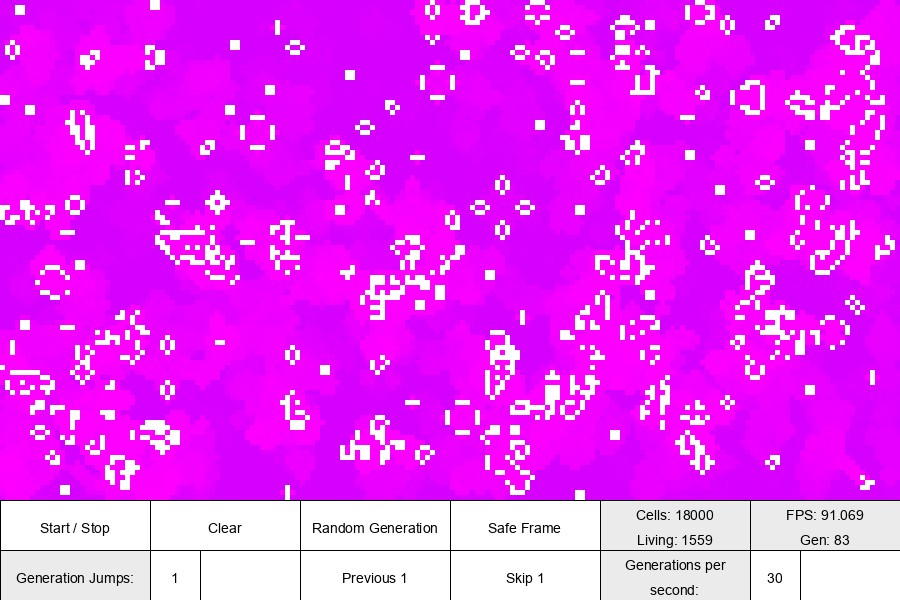 Start / Stop
Clear
Random Generation
Safe Frame
Cells: 18000
Living: 1559
FPS: 91.069
Gen: 83
Generation Jumps:
1
Previous 1
Skip 1
Generations per
second:
30